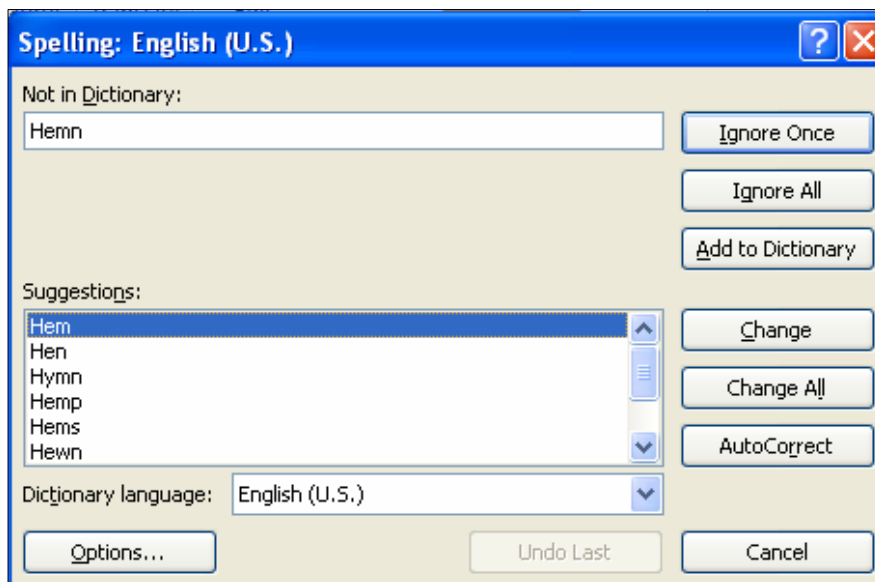 Spelling: English (U.S.)
Not in Dictionary:
Hemn
Ignore Once
Ignore All
Add to Dictionary
Suggestions:
Hem
Hen
Hymn
Hemp
Hems
Hewn
Change
Change All
AutoCorrect
Dictionary language: English (U.S.)
Options... Undo Last Cancel